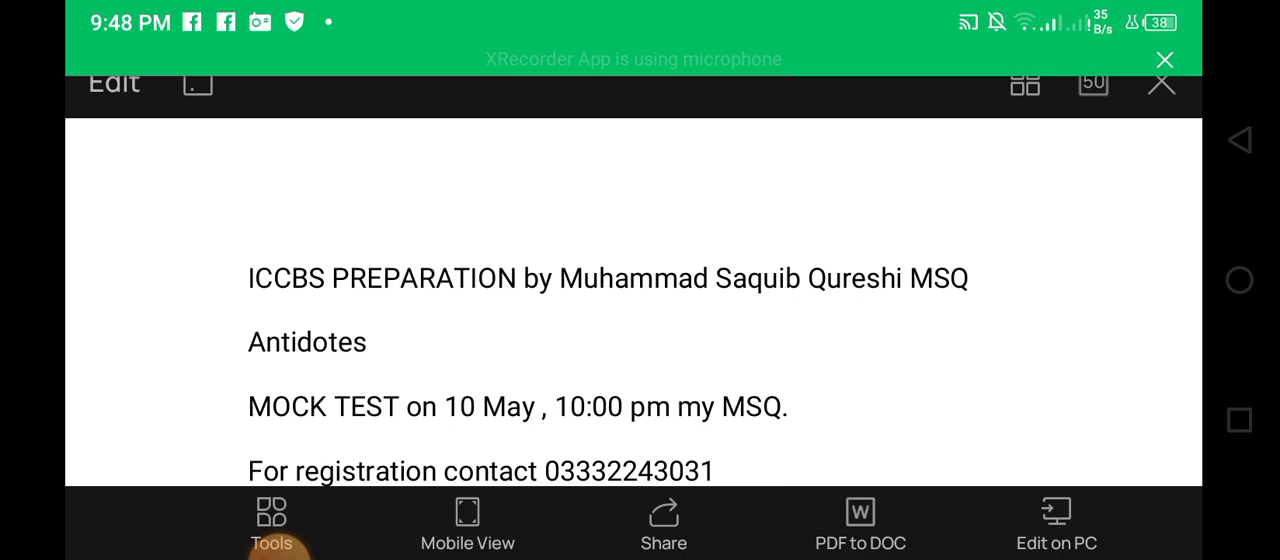 9:48 PM
35
B/s
38
XRecorder App is using microphone
Edit
50
ICCBS PREPARATION by Muhammad Saquib Qureshi MSQ
Antidotes
MOCK TEST on 10 May , 10:00 pm my MSQ.
For registration contact 03332243031
W
Tools
Mobile View
Share
PDF to DOC
Edit on PC